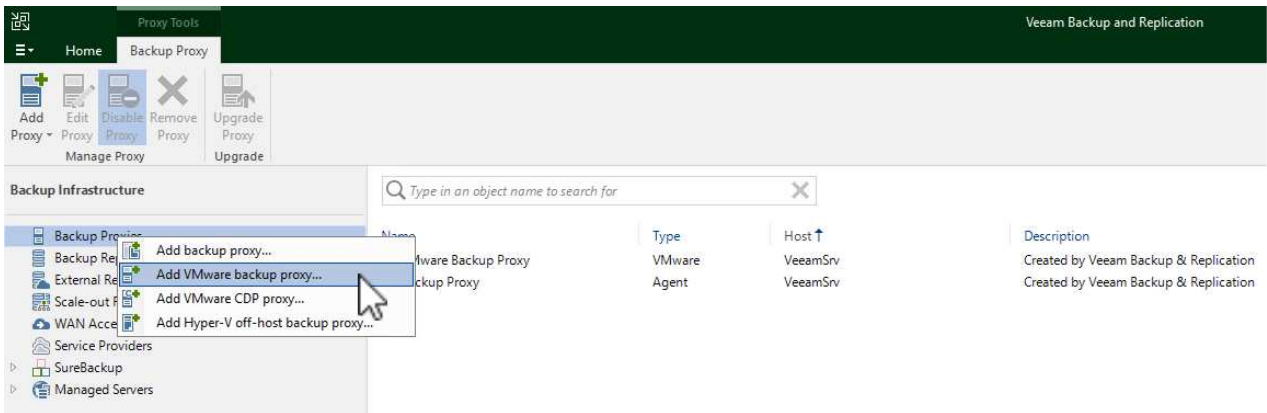 Proxy Tools
Veeam Backup and Replication
Home Backup Proxy
Add Proxy
Edit Proxy
Disable Proxy
Remove Proxy
Upgrade Proxy
Manage Proxy
Upgrade
Backup Infrastructure
Type in an object name to search for
Backup
Backup
External
Scale-out
WAN
Service Providers
SureBackup
Managed Servers
Add backup proxy...
Add VMware backup proxy...
Add VMware CDP proxy...
Add Hyper-V off-host backup proxy...
Name Type Host Description
Mware Backup Proxy VMware VeeamSrv Created by Veeam Backup & Replication
ckup Proxy Agent VeeamSrv Created by Veeam Backup & Replication